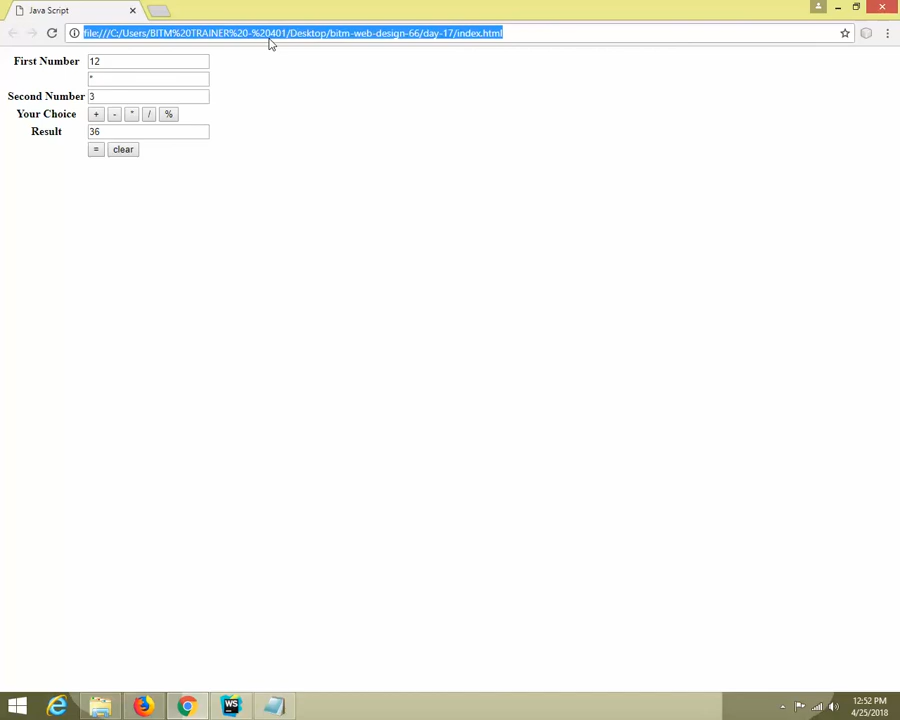 Java Script
file:///C:/Users/BITM%20TRAINER%20-%20401/Desktop/bitm-web-design-66/day-17/index.html
First Number 12
*
Second Number 3
Your Choice + - * / %
Result 36
= clear
WS
12:52 PM
4/25/2018